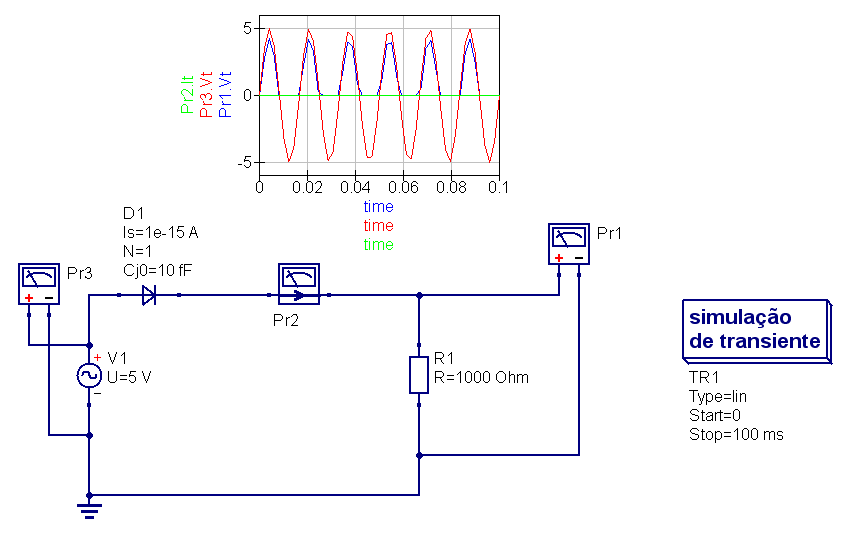 5
0
-5
Pr2.It
Pr3.Vt
Pr1.Vt
0 0.02 0.04 0.06 0.08 0.1
time
time
time
D1
Is=1e-15 A
N=1
Cj0=10 fF
Pr3
+ −
Pr2
Pr1
+ −
+
V1
U=5 V
−
R1
R=1000 Ohm
simulação
de transiente
TR1
Type=lin
Start=0
Stop=100 ms